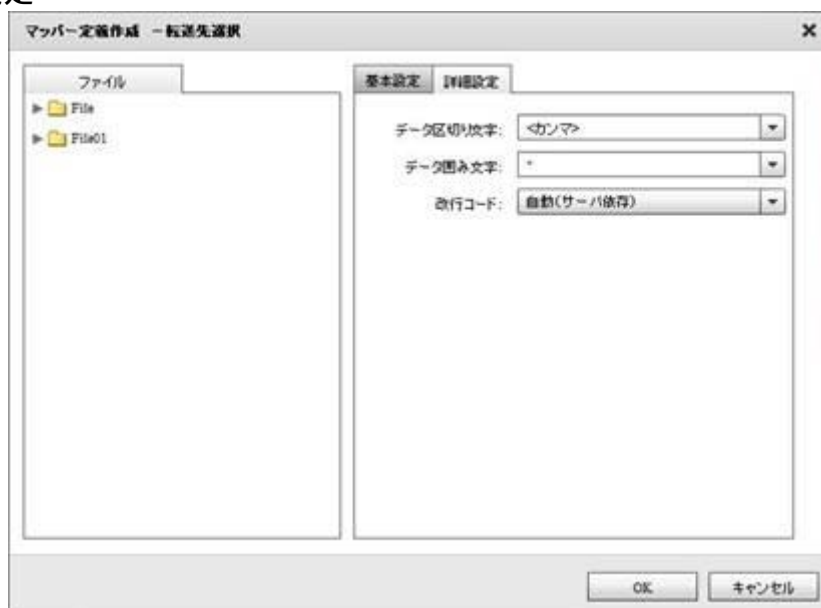 マッパー定義作成 －転送先選択
ファイル
File
File01
基本設定 詳細設定
データ区切り文字: <カンマ>
データ囲み文字: "
改行コード: 自動(サーバ依存)
OK キャンセル